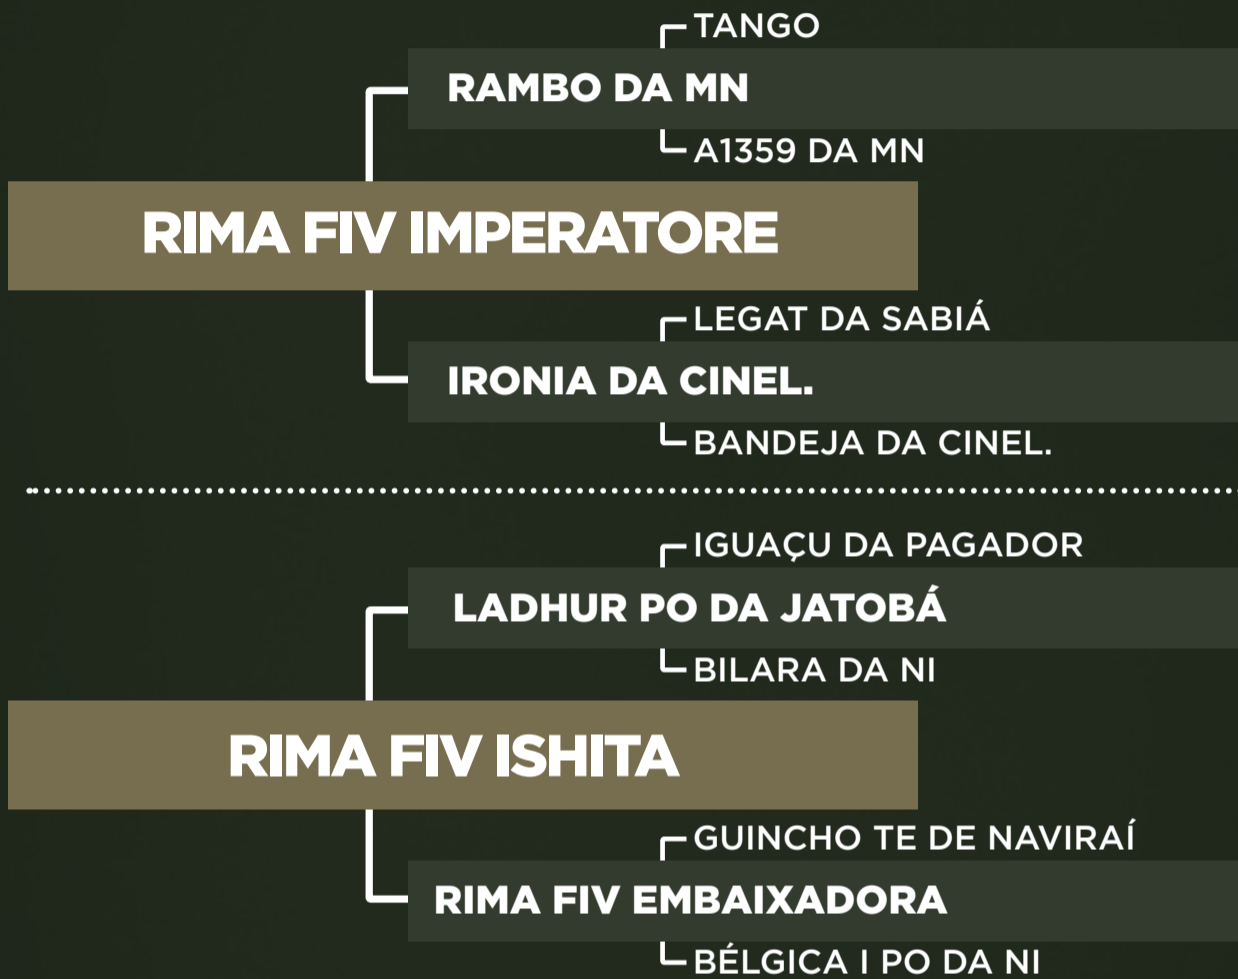 TANGO
RAMBO DA MN
A1359 DA MN
RIMA FIV IMPERATORE
LEGAT DA SABIÁ
IRONIA DA CINEL.
BANDEJA DA CINEL.
IGUAÇU DA PAGADOR
LADHUR PO DA JATOBÁ
BILARA DA NI
RIMA FIV ISHITA
GUINCHO TE DE NAVIRAÍ
RIMA FIV EMBAIXADORA
BÉLGICA I PO DA NI